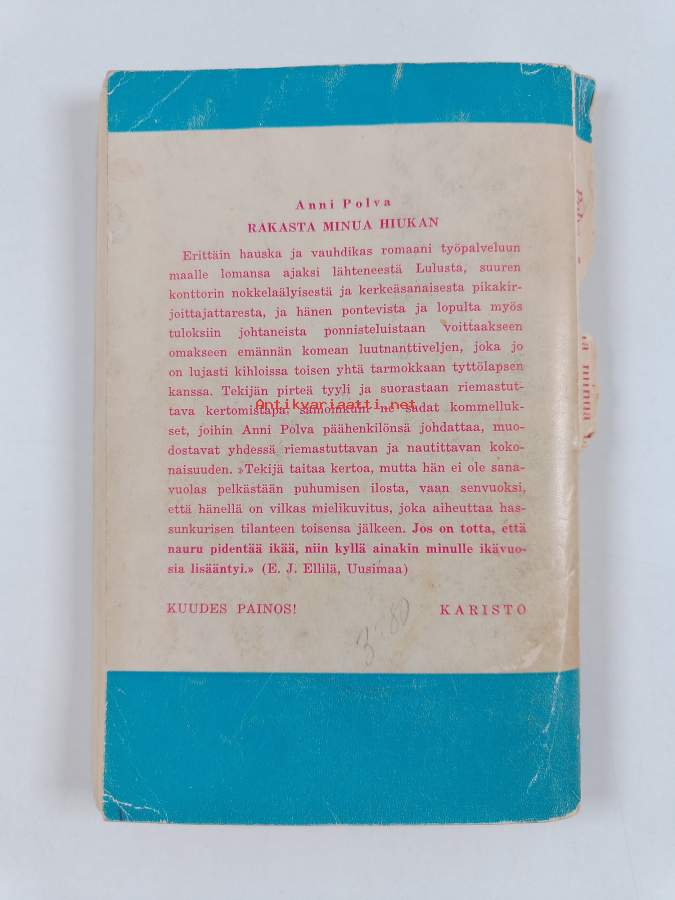 Anni Polva
RAKASTA MINUA HIUKAN
Erittäin hauska ja vauhdikas romaani työpalveluun
maalle lomansa ajaksi lähteneestä Lulusta, suuren
konttorin nokkelaälyisestä ja kerkeäsanaisesta pikakir-
joittajattaresta, ja hänen pontevista ja lopulta myös
tuloksiin johtaneista ponnisteluistaan voittaakseen
omakseen emännän komean luutnanttiveljen, joka jo
on lujasti kihloissa toisen yhtä tarmokkaan tyttölapsen
kanssa. Tekijän pirteä tyyli ja suorastaan riemastut-
tava kertomistapa, samoinkuin ne sadat kommelluk-
Antikvariaatti.net
set, joihin Anni Polva päähenkilönsä johdattaa, muo-
dostavat yhdessä riemastuttavan ja nautittavan koko-
naisuuden. »Tekijä taitaa kertoa, mutta hän ei ole sana-
vuolas pelkästään puhumisen ilosta, vaan senvuoksi,
että hänellä on vilkas mielikuvitus, joka aiheuttaa has-
sunkurisen tilanteen toisensa jälkeen. Jos on totta, että
nauru pidentää ikää, niin kyllä ainakin minulle ikävuo-
sia lisääntyi.» (E. J. Ellilä, Uusimaa)
KUUDES PAINOS! KARISTO
minua